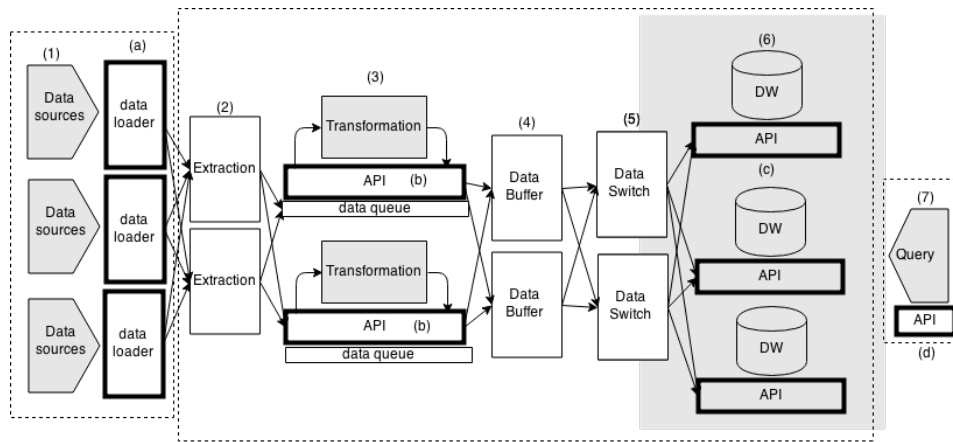 (1)
(a)
Data
sources
data
loader
Data
sources
data
loader
Data
sources
data
loader
(2)
Extraction
Extraction
(3)
Transformation
API
(b)
data queue
Transformation
API
(b)
data queue
(4)
Data
Buffer
Data
Buffer
(5)
Data
Switch
Data
Switch
(6)
DW
API
(c)
DW
API
DW
API
(7)
Query
API
(d)